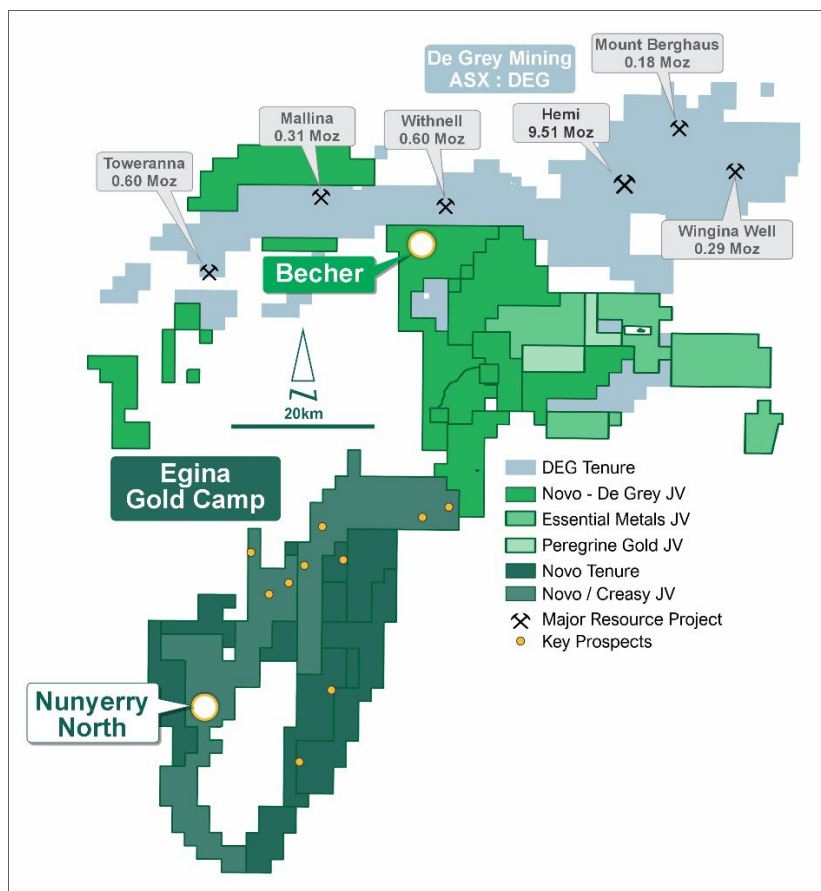 De Grey Mining
ASX : DEG
Mount Berghaus
0.18 Moz
Hemi
9.51 Moz
Mallina
0.31 Moz
Withnell
0.60 Moz
Toweranna
0.60 Moz
Wingina Well
0.29 Moz
Becher
N
20km
Egina
Gold Camp
DEG Tenure
Novo - De Grey JV
Essential Metals JV
Peregrine Gold JV
Novo Tenure
Novo / Creasy JV
Major Resource Project
Key Prospects
Nunyerry
North